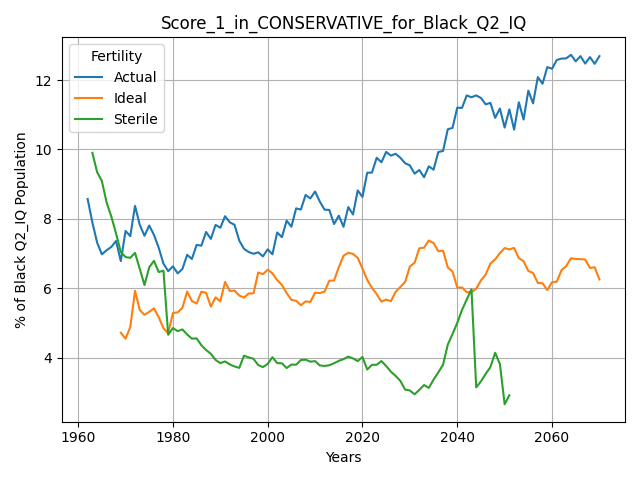 Score_1_in_CONSERVATIVE_for_Black_Q2_IQ
Fertility
Actual
Ideal
Sterile
% of Black Q2_IQ Population
12
10
8
6
4
1960
1980
2000
2020
2040
2060
Years